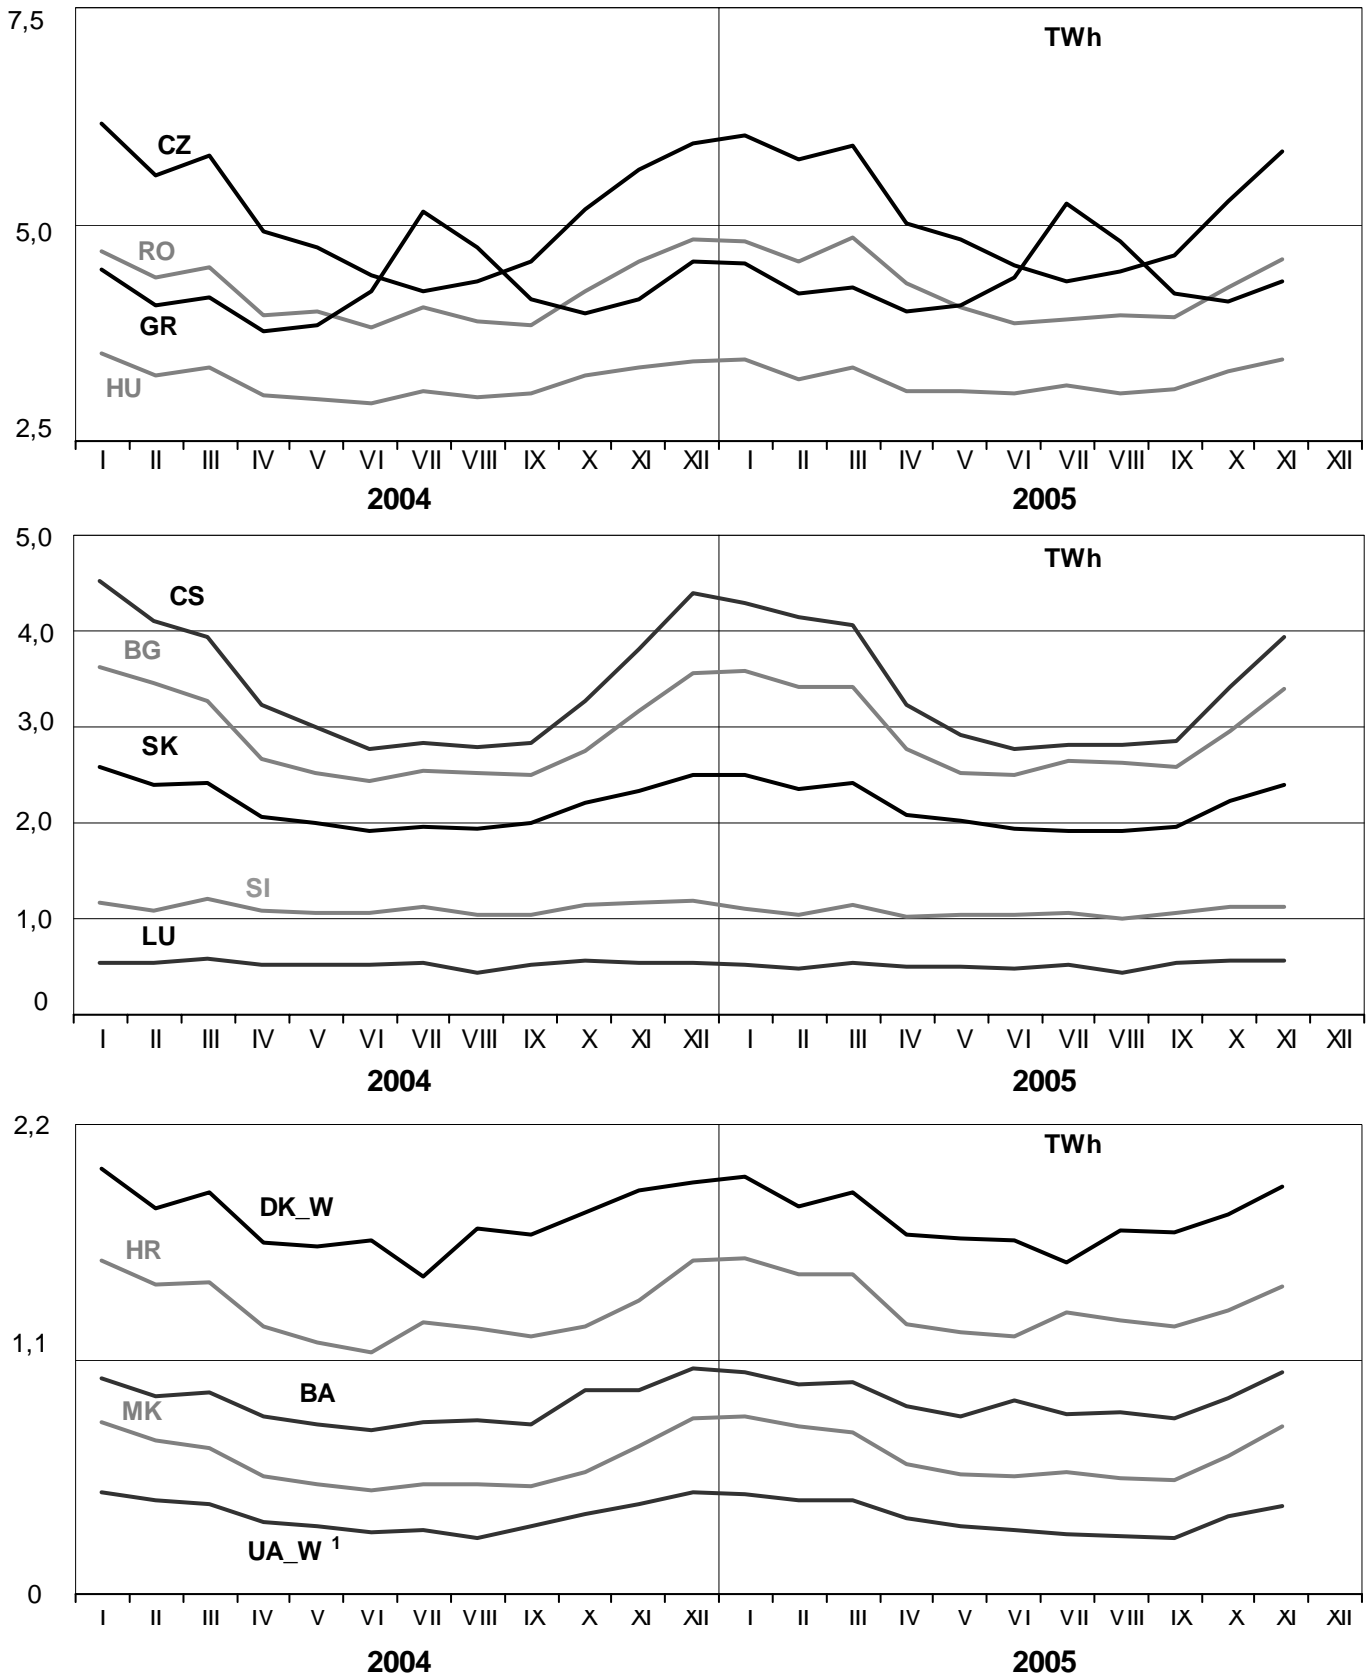 7,5
TWh
CZ
5,0
RO
GR
HU
2,5
I II III IV V VI VII VIII IX X XI XII I II III IV V VI VII VIII IX X XI XII
2004 2005
5,0
TWh
CS
4,0
BG
3,0
SK
2,0
SI
1,0
LU
0
I II III IV V VI VII VIII IX X XI XII I II III IV V VI VII VIII IX X XI XII
2004 2005
2,2
TWh
DK_W
HR
1,1
BA
MK
UA_W 1
0
I II III IV V VI VII VIII IX X XI XII I II III IV V VI VII VIII IX X XI XII
2004 2005